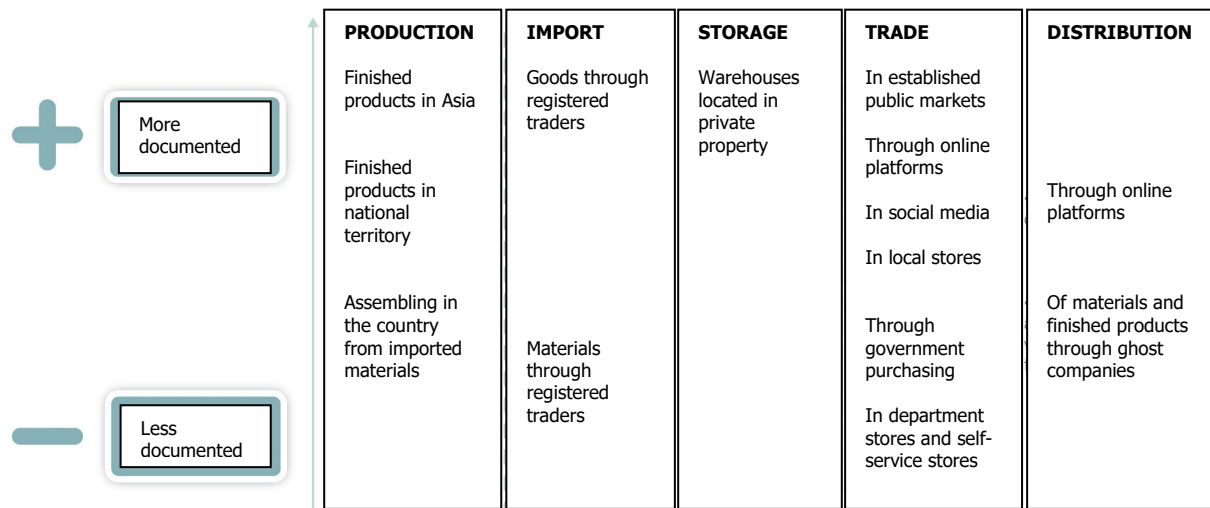 More
documented
Less
documented
PRODUCTION
Finished
products in Asia
Finished
products in
national
territory
Assembling in
the country
from imported
materials
IMPORT
Goods through
registered
traders
Materials
through
registered
traders
STORAGE
Warehouses
located in
private
property
TRADE
In established
public markets
Through online
platforms
In social media
In local stores
Through
government
purchasing
In department
stores and self-
service stores
DISTRIBUTION
Through online
platforms
Of materials and
finished products
through ghost
companies